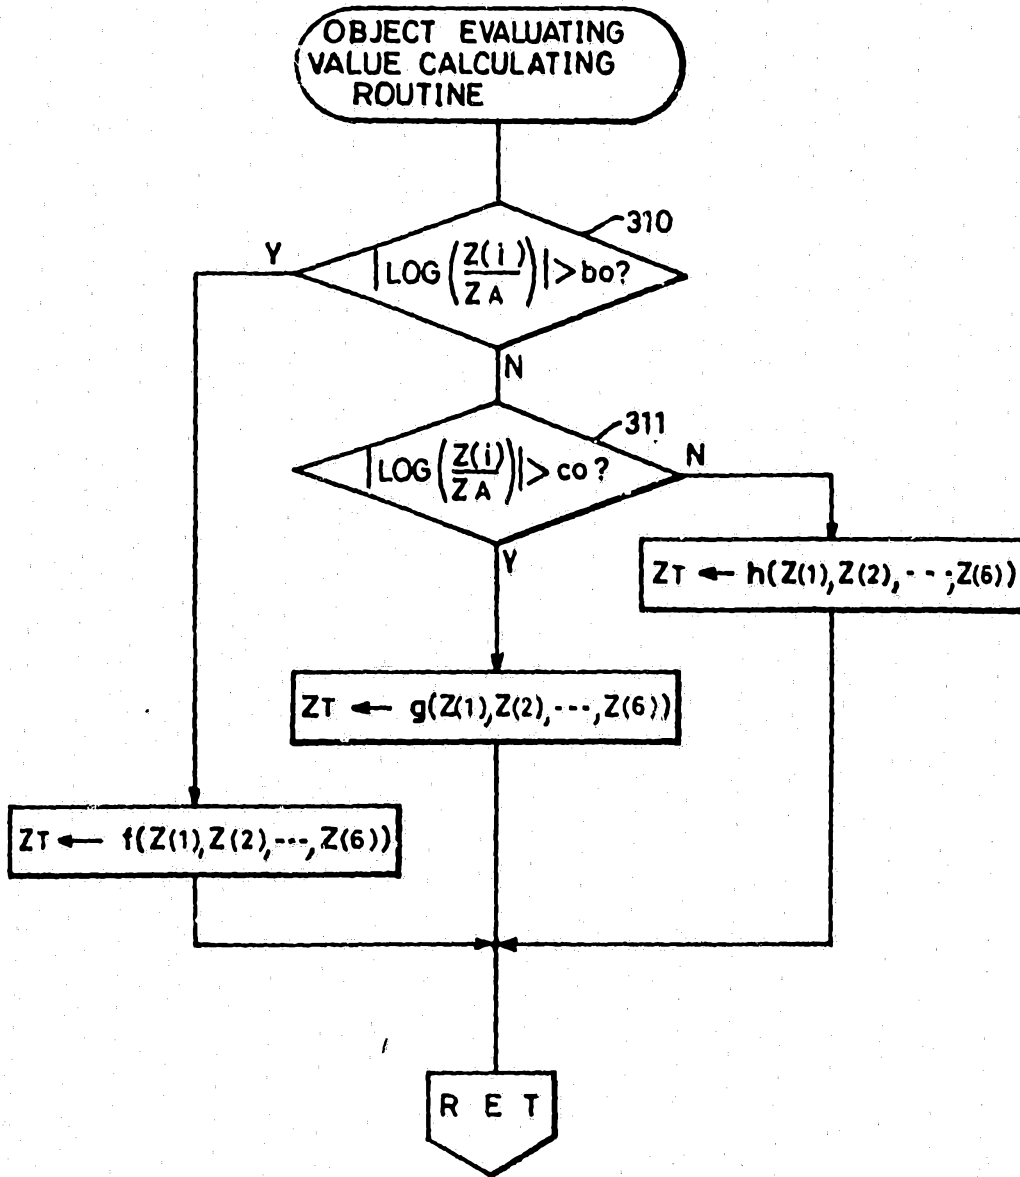 OBJECT EVALUATING
VALUE CALCULATING
ROUTINE
310
Y
|LOG(Z(i)/ZA)|>bo?
N
311
|LOG(Z(i)/ZA)|>co?
N
Y
ZT ← h(Z(1),Z(2),---,Z(6))
ZT ← g(Z(1),Z(2),---,Z(6))
ZT ← f(Z(1),Z(2),---,Z(6))
R E T